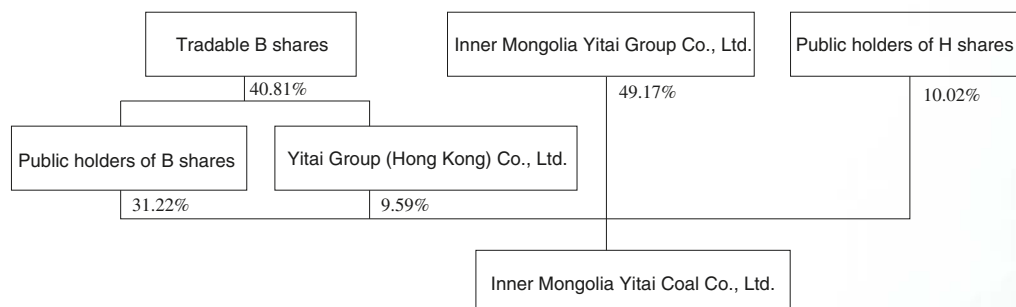 Tradable B shares
Inner Mongolia Yitai Group Co., Ltd.
Public holders of H shares
40.81%
49.17%
10.02%
Public holders of B shares
Yitai Group (Hong Kong) Co., Ltd.
31.22%
9.59%
Inner Mongolia Yitai Coal Co., Ltd.